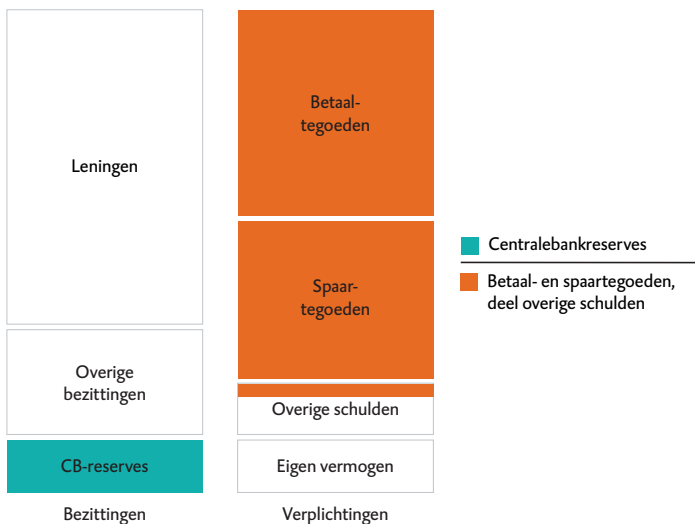 Leningen
Overige
bezittingen
CB-reserves
Bezittingen
Betaal-
tegoeden
Spaar-
tegoeden
Overige schulden
Eigen vermogen
Verplichtingen
Centralebankreserves
Betaal- en spaartegoeden,
deel overige schulden